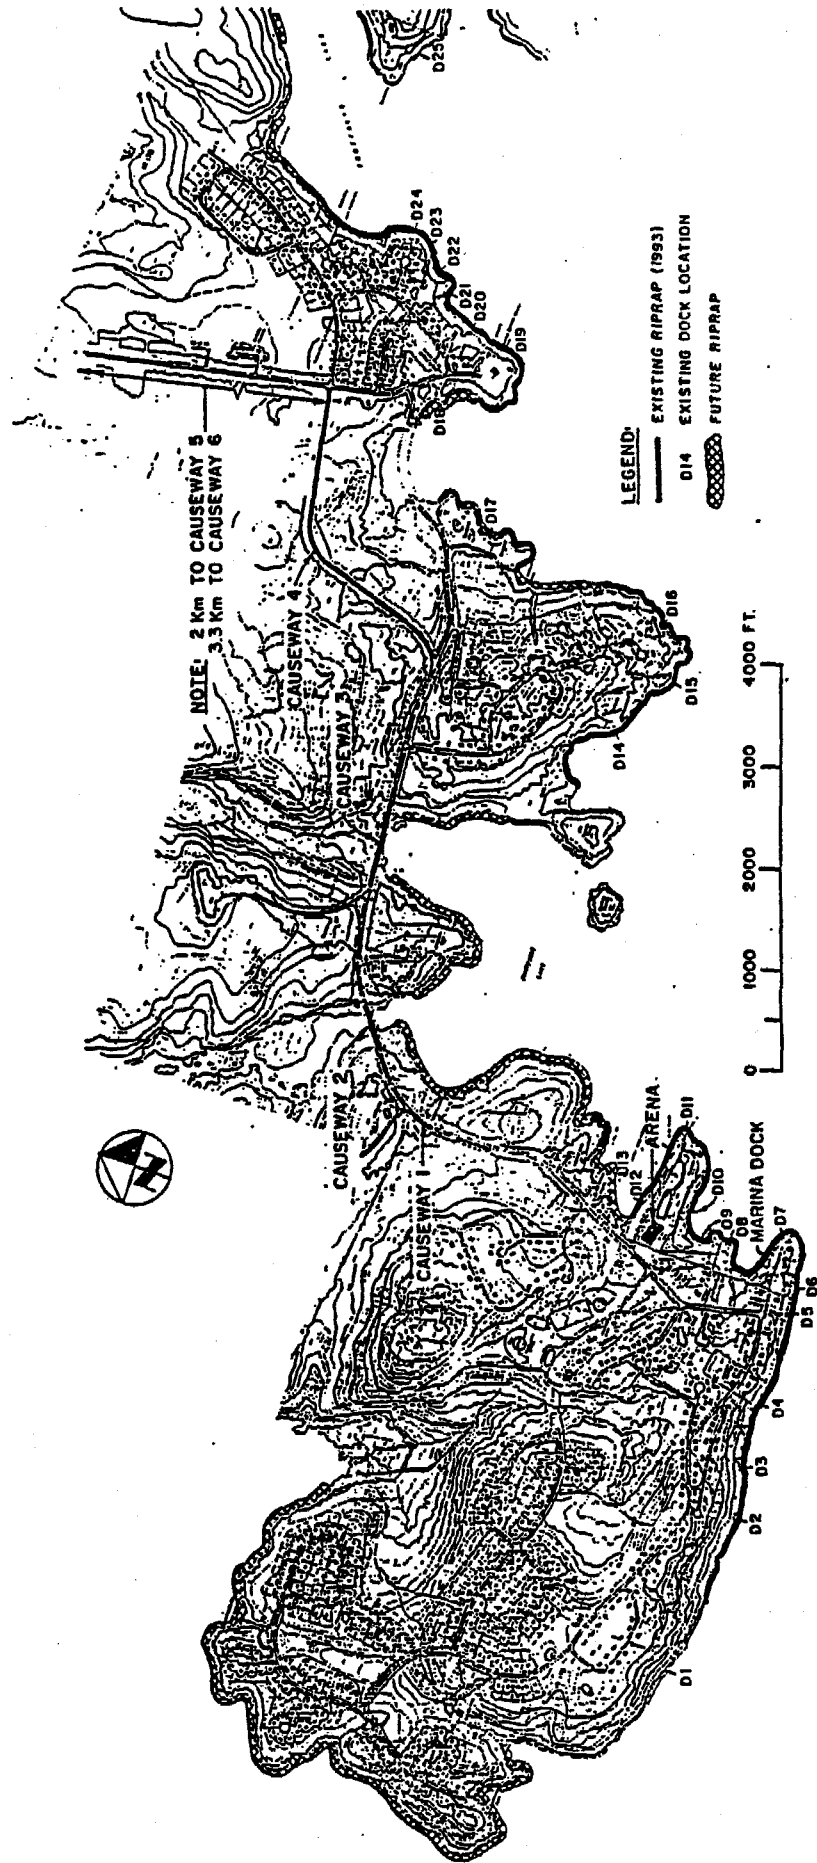 NOTE: 2 Km TO CAUSEWAY 5
3.3 Km TO CAUSEWAY 6
CAUSEWAY 1
CAUSEWAY 2
CAUSEWAY 3
CAUSEWAY 4
D1
D2
D3
D4
D5
D6
D7
MARINA DOCK
D8
D9
D10
D11
ARENA
D12
D13
D14
D15
D16
D17
D18
D19
D20
D21
D22
D23
D24
D25
0 1000 2000 3000 4000 FT.
LEGEND:
EXISTING RIPRAP (1993)
D14 EXISTING DOCK LOCATION
FUTURE RIPRAP
N